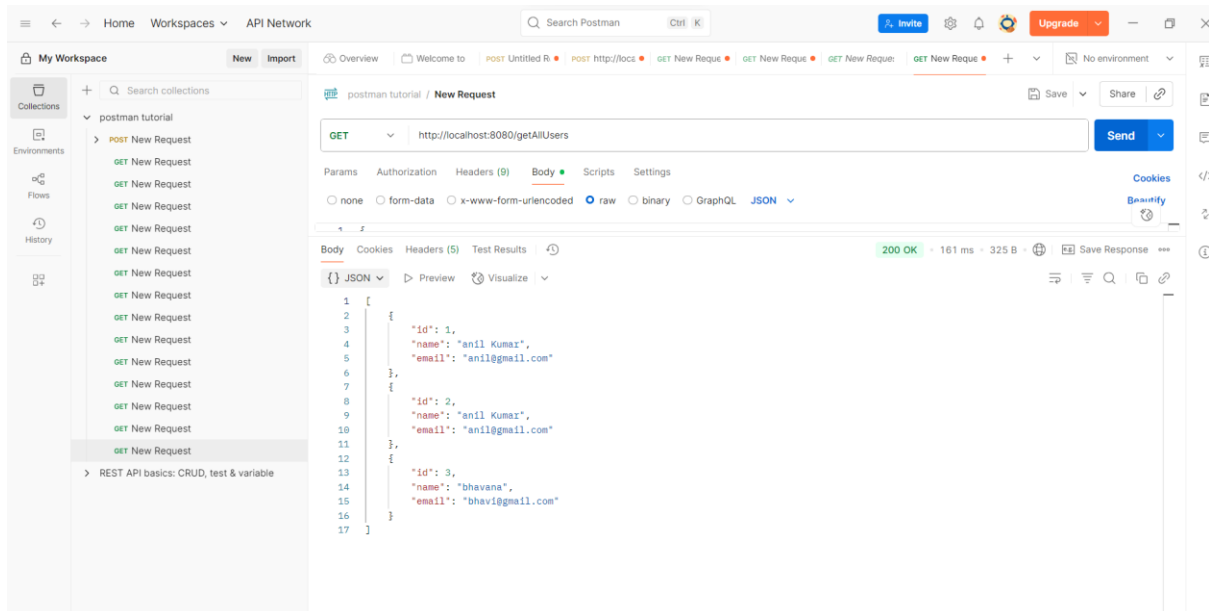 Home Workspaces API Network Search Postman Ctrl K Invite Upgrade
My Workspace New Import Overview Welcome to POST Untitled R POST http://loca GET New Reque GET New Reque GET New Reque GET New Reque No environment
Collections
Environments
Flows
History
Search collections
postman tutorial
POST New Request
GET New Request
GET New Request
GET New Request
GET New Request
GET New Request
GET New Request
GET New Request
GET New Request
GET New Request
GET New Request
GET New Request
GET New Request
GET New Request
GET New Request
REST API basics: CRUD, test & variable
HTTP postman tutorial / New Request Save Share
GET http://localhost:8080/getAllUsers Send
Params Authorization Headers (9) Body Scripts Settings Cookies
none form-data x-www-form-urlencoded raw binary GraphQL JSON Beautify
1 {
Body Cookies Headers (5) Test Results 200 OK 161 ms 325 B e.g. Save Response
{} JSON Preview Visualize
1 [
2 {
3 "id": 1,
4 "name": "anil Kumar",
5 "email": "anil@gmail.com"
6 },
7 {
8 "id": 2,
9 "name": "anil Kumar",
10 "email": "anil@gmail.com"
11 },
12 {
13 "id": 3,
14 "name": "bhavana",
15 "email": "bhavi@gmail.com"
16 }
17 ]